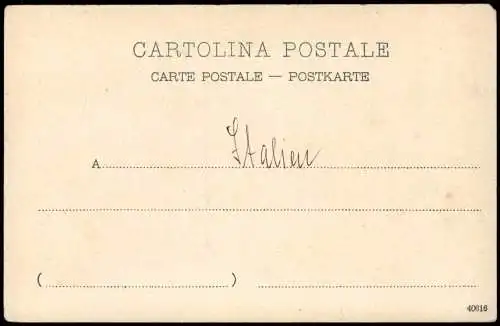 CARTOLINA POSTALE
CARTE POSTALE — POSTKARTE
Italien
A
( )
40616